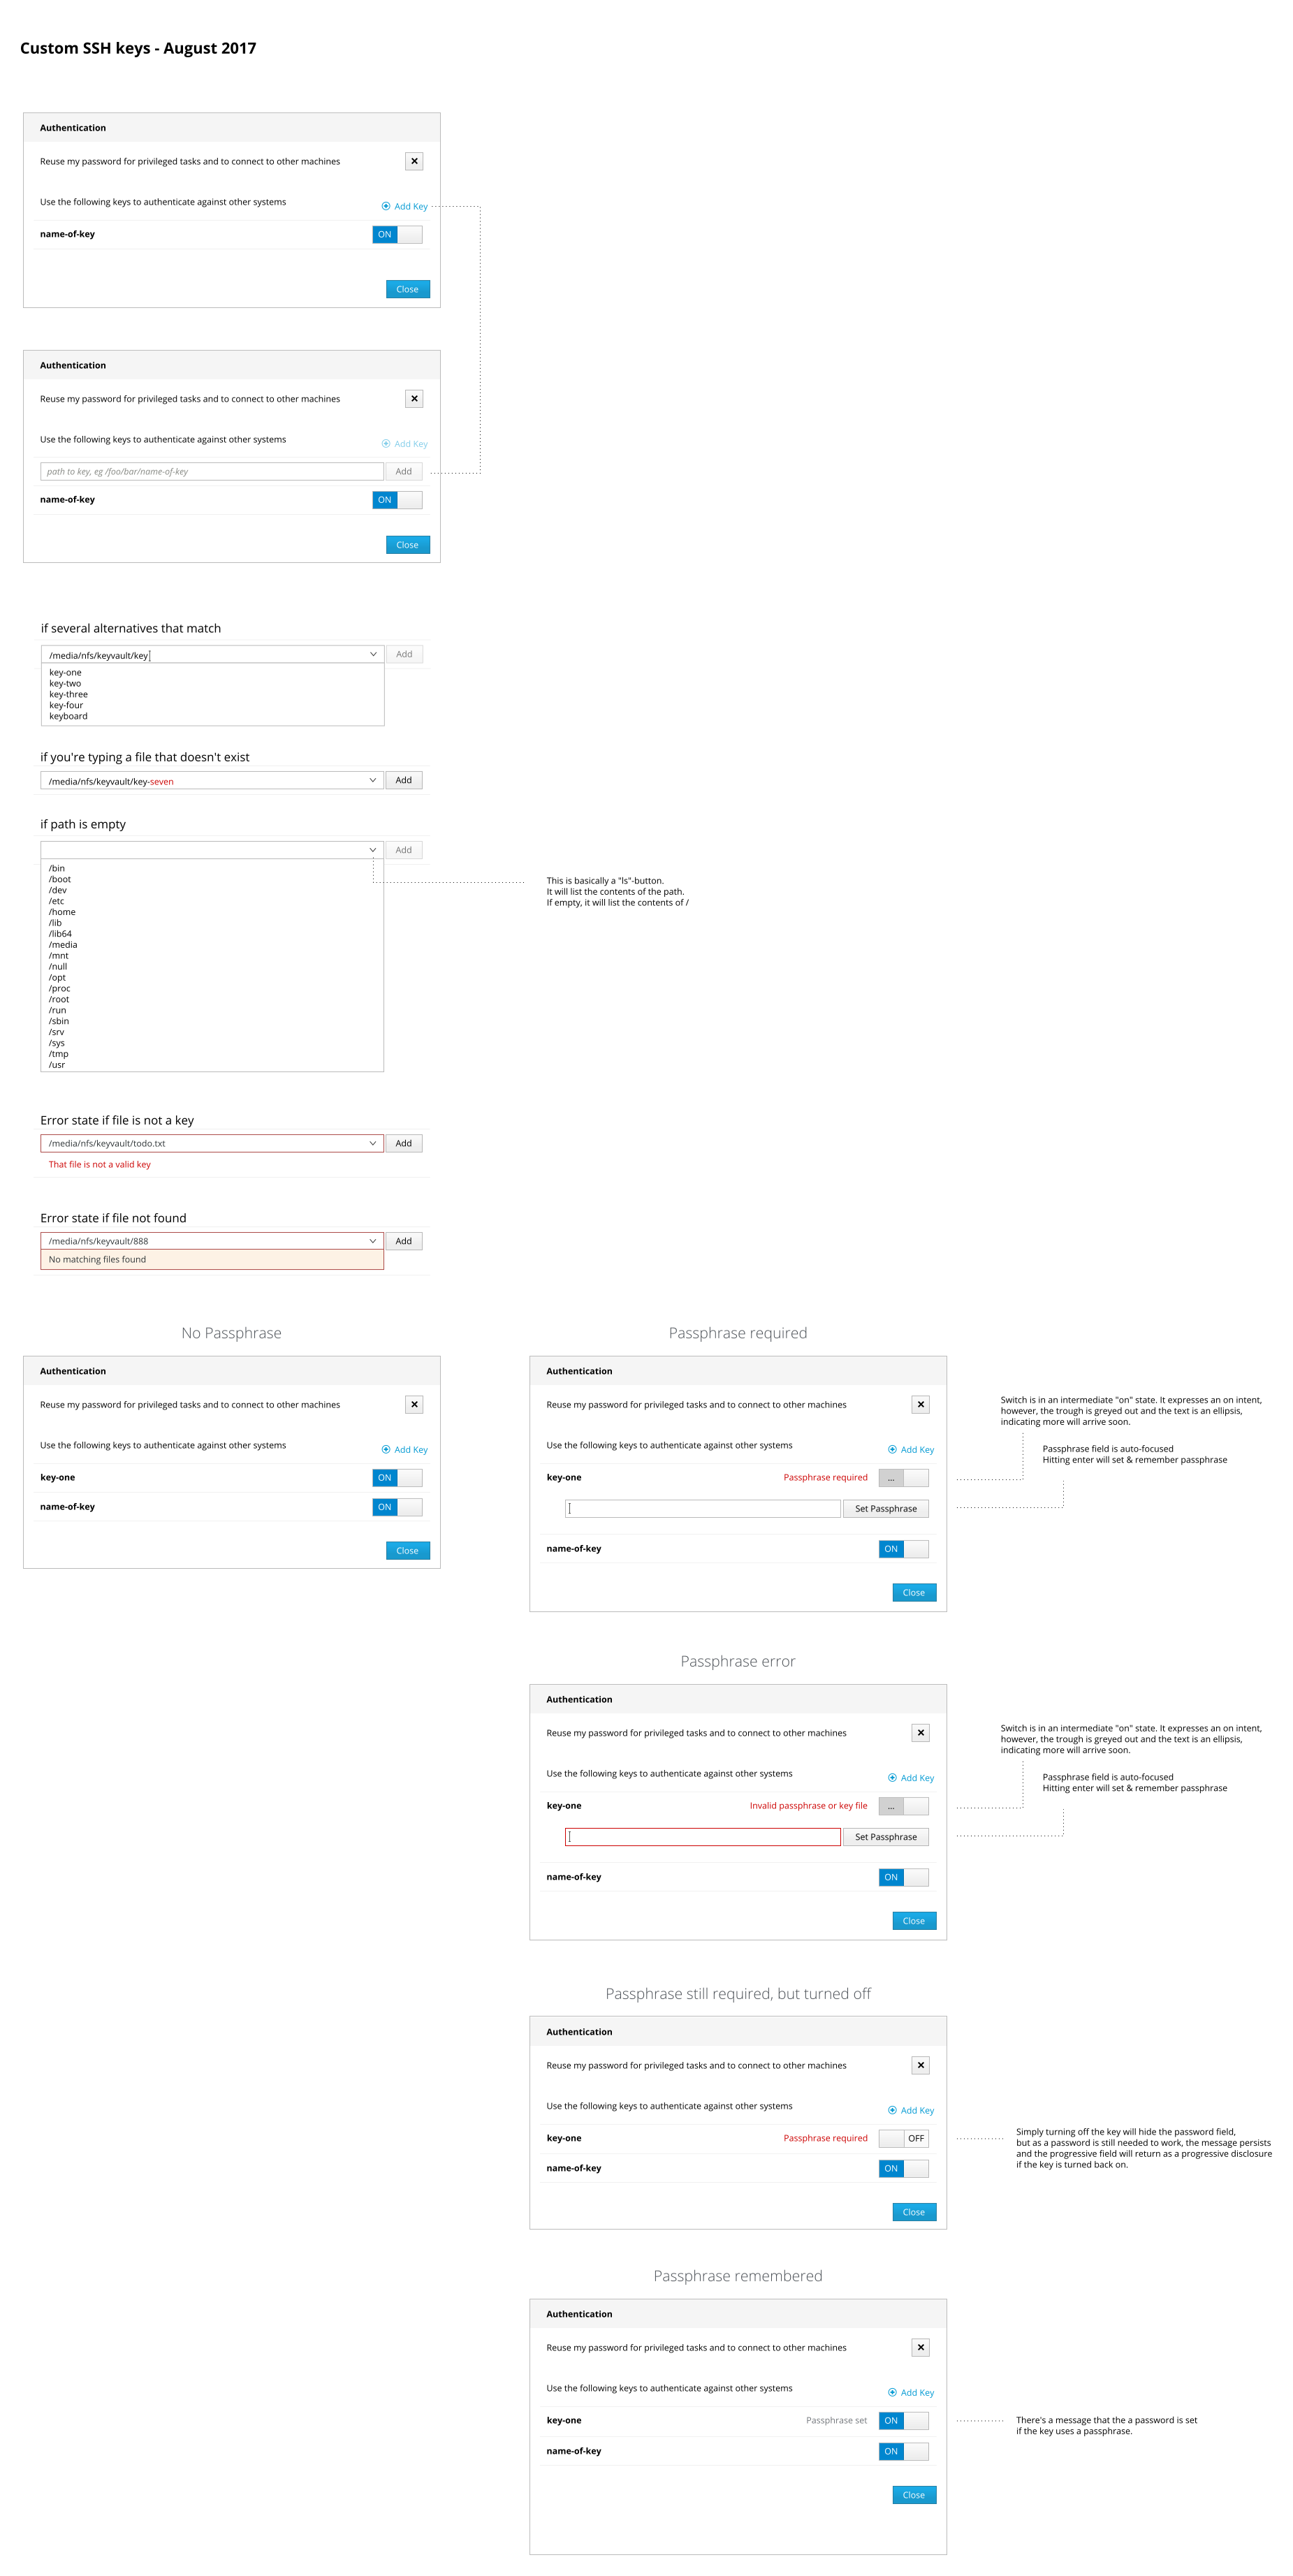 Custom SSH keys - August 2017
Authentication
Reuse my password for privileged tasks and to connect to other machines
Use the following keys to authenticate against other systems
Add Key
name-of-key
ON
Close
Authentication
Reuse my password for privileged tasks and to connect to other machines
Use the following keys to authenticate against other systems
Add Key
path to key, eg /foo/bar/name-of-key
Add
name-of-key
ON
Close
if several alternatives that match
/media/nfs/keyvault/key
Add
key-one
key-two
key-three
key-four
keyboard
if you're typing a file that doesn't exist
/media/nfs/keyvault/key-seven
Add
if path is empty
Add
/bin
/boot
/dev
/etc
/home
/lib
/lib64
/media
/mnt
/null
/opt
/proc
/root
/run
/sbin
/srv
/sys
/tmp
/usr
This is basically a "ls"-button.
It will list the contents of the path.
If empty, it will list the contents of /
Error state if file is not a key
/media/nfs/keyvault/todo.txt
Add
That file is not a valid key
Error state if file not found
/media/nfs/keyvault/888
Add
No matching files found
No Passphrase
Authentication
Reuse my password for privileged tasks and to connect to other machines
Use the following keys to authenticate against other systems
Add Key
key-one
ON
name-of-key
ON
Close
Passphrase required
Authentication
Reuse my password for privileged tasks and to connect to other machines
Use the following keys to authenticate against other systems
Add Key
key-one
Passphrase required
...
Set Passphrase
name-of-key
ON
Close
Switch is in an intermediate "on" state. It expresses an on intent,
however, the trough is greyed out and the text is an ellipsis,
indicating more will arrive soon.
Passphrase field is auto-focused
Hitting enter will set & remember passphrase
Passphrase error
Authentication
Reuse my password for privileged tasks and to connect to other machines
Use the following keys to authenticate against other systems
Add Key
key-one
Invalid passphrase or key file
...
Set Passphrase
name-of-key
ON
Close
Switch is in an intermediate "on" state. It expresses an on intent,
however, the trough is greyed out and the text is an ellipsis,
indicating more will arrive soon.
Passphrase field is auto-focused
Hitting enter will set & remember passphrase
Passphrase still required, but turned off
Authentication
Reuse my password for privileged tasks and to connect to other machines
Use the following keys to authenticate against other systems
Add Key
key-one
Passphrase required
OFF
name-of-key
ON
Close
Simply turning off the key will hide the password field,
but as a password is still needed to work, the message persists
and the progressive field will return as a progressive disclosure
if the key is turned back on.
Passphrase remembered
Authentication
Reuse my password for privileged tasks and to connect to other machines
Use the following keys to authenticate against other systems
Add Key
key-one
Passphrase set
ON
name-of-key
ON
Close
There's a message that the a password is set
if the key uses a passphrase.